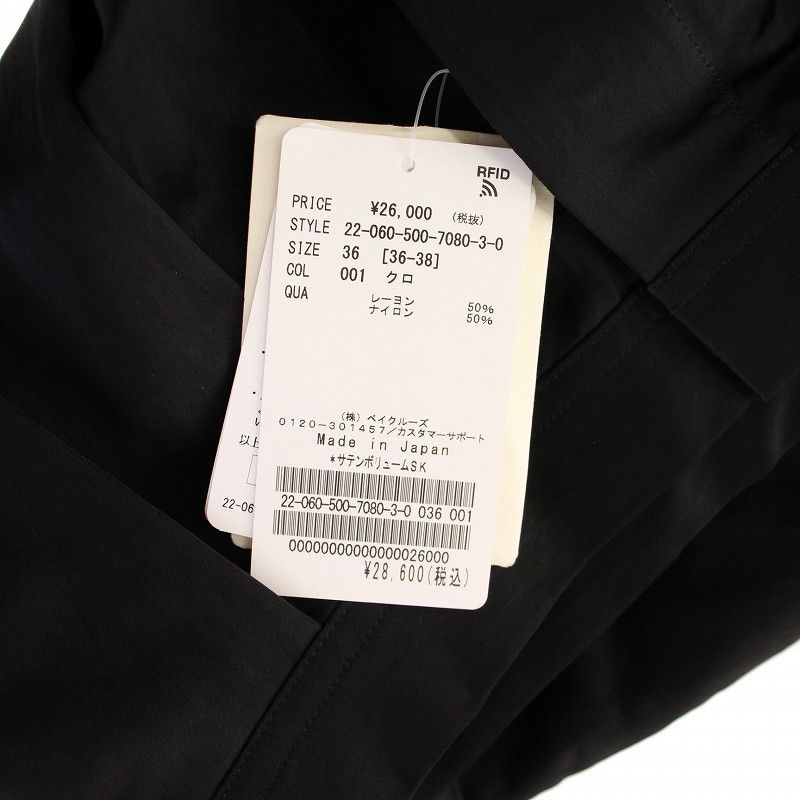 RFID
PRICE ¥26,000 (税抜)
STYLE 22-060-500-7080-3-0
SIZE 36 [36-38]
COL 001 クロ
QUA レーヨン 50%
ナイロン 50%
(株) ベイクルーズ
0120-301457/カスタマーサポート
Made in Japan
*サテンボリュームSK
22-060-500-7080-3-0 036 001
00000000000000026000
¥28,600(税込)
以上
22-06